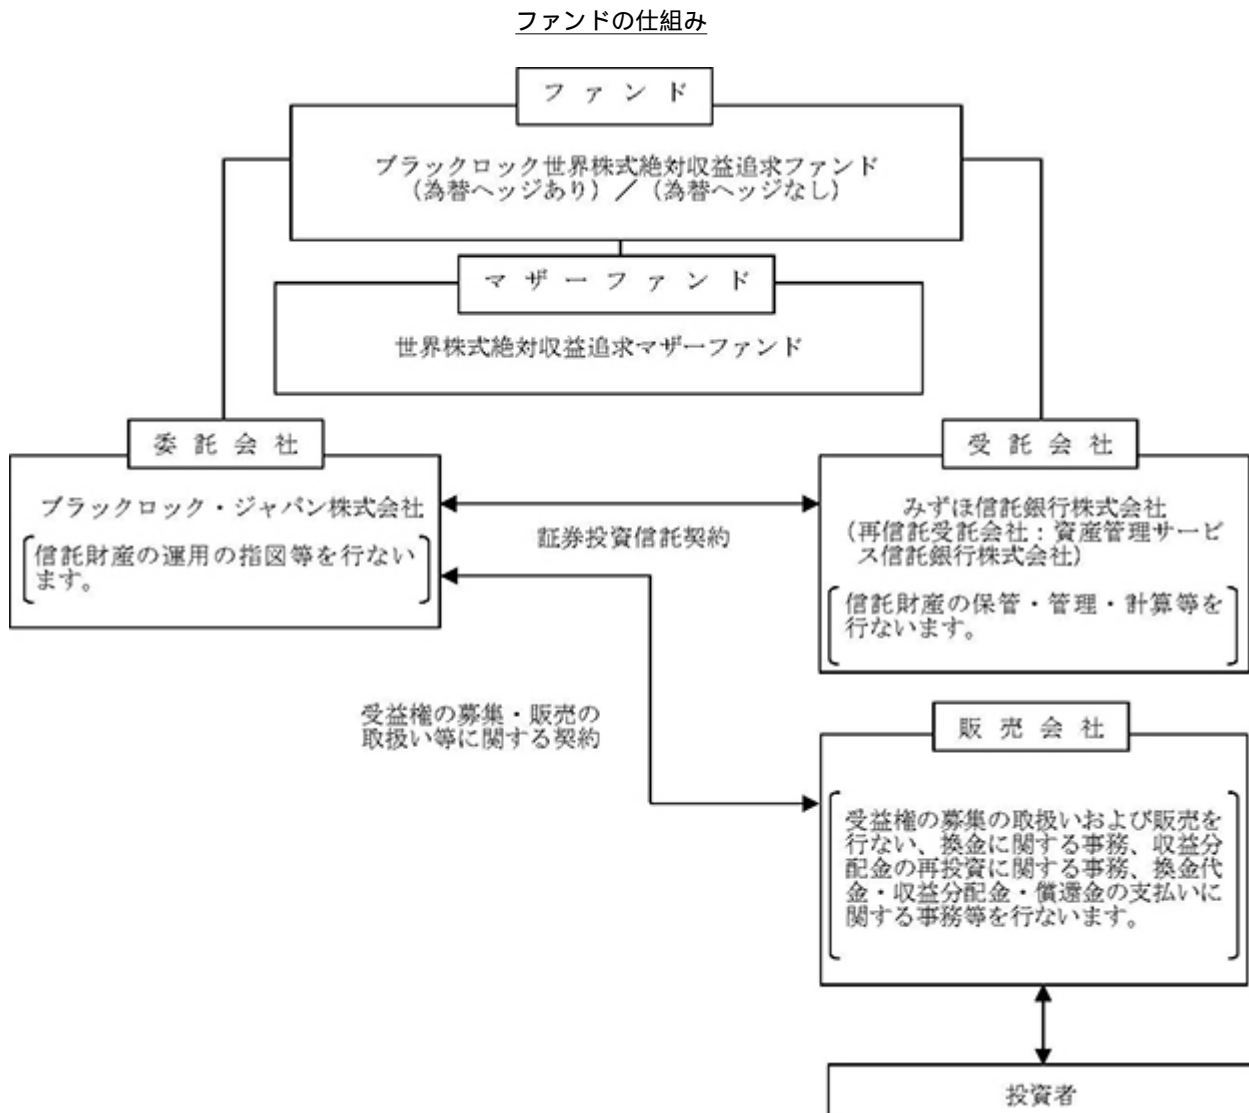 ファンドの仕組み
ファンド
ブラックロック世界株式絶対収益追求ファンド
（為替ヘッジあり）／（為替ヘッジなし）
マザーファンド
世界株式絶対収益追求マザーファンド
委託会社
ブラックロック・ジャパン株式会社
信託財産の運用の指図等を行ない
ます。
証券投資信託契約
受託会社
みずほ信託銀行株式会社
（再信託受託会社：資産管理サービ
ス信託銀行株式会社）
信託財産の保管・管理・計算等を
行ないます。
受益権の募集・販売の
取扱い等に関する契約
販売会社
受益権の募集の取扱いおよび販売を
行ない、換金に関する事務、収益分
配金の再投資に関する事務、換金代
金・収益分配金・償還金の支払いに
関する事務等を行ないます。
投資者